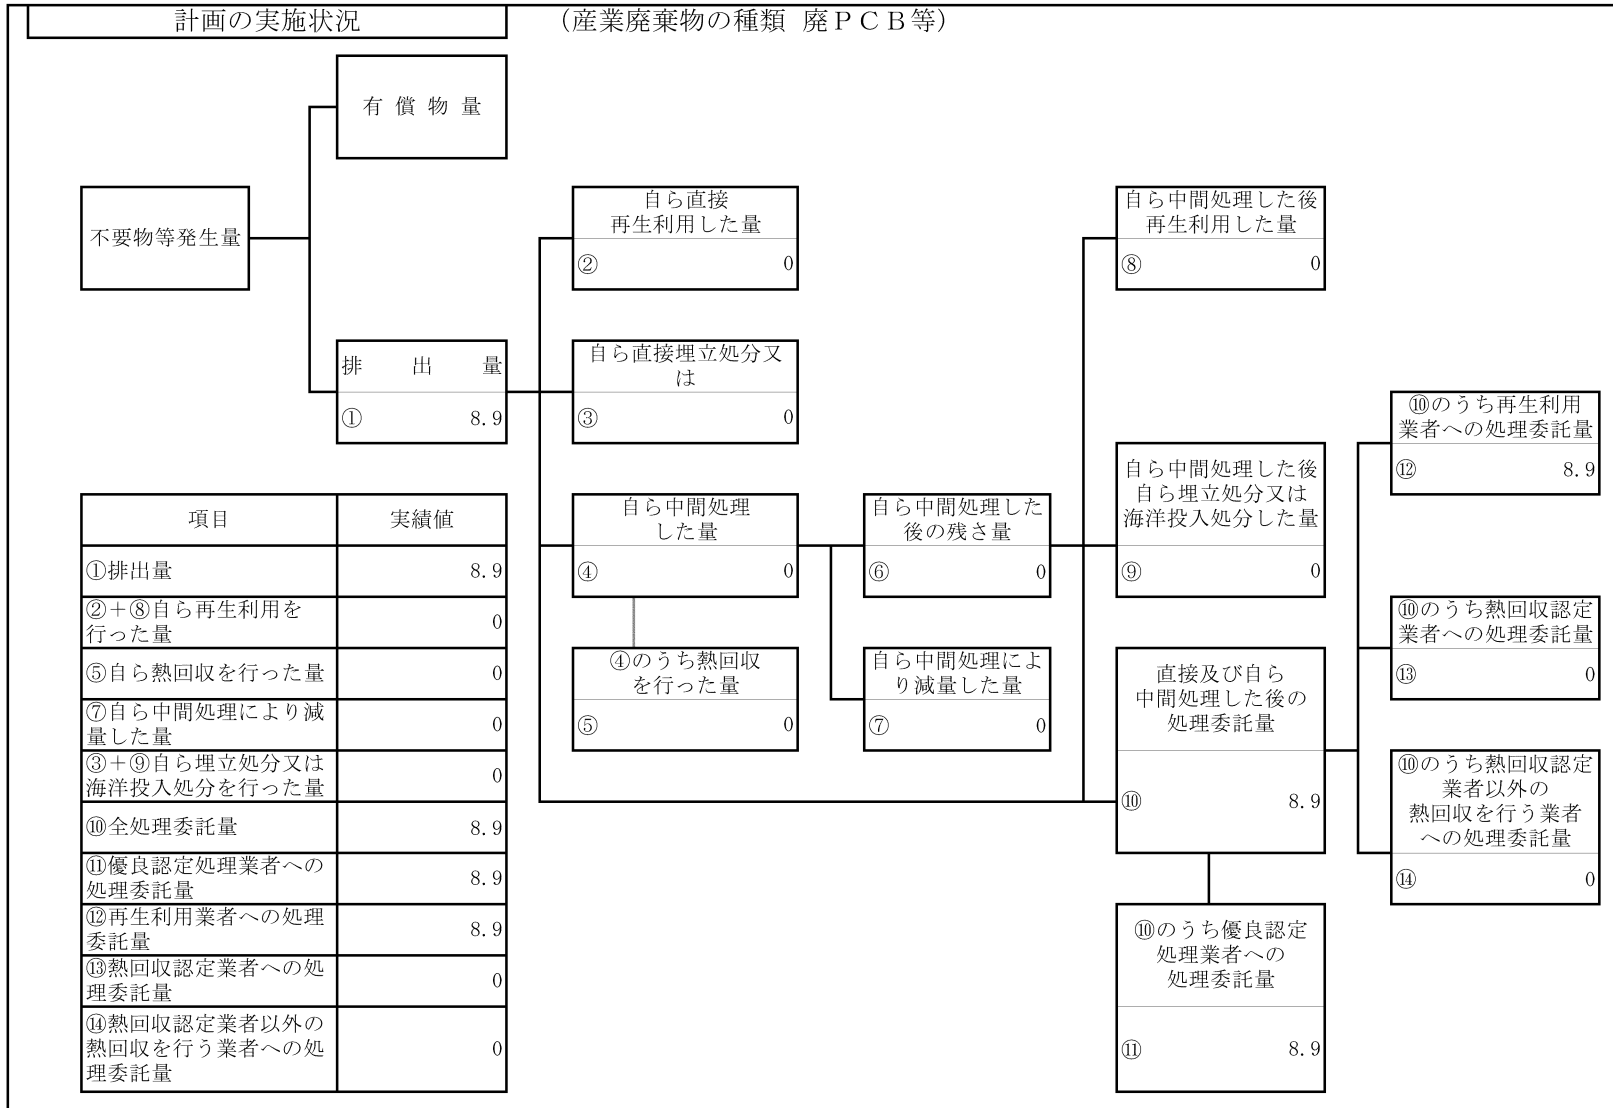 計画の実施状況
（産業廃棄物の種類 廃ＰＣＢ等）
有 償 物 量
不要物等発生量
排 出 量
① 8.9
自ら直接
再生利用した量
② 0
自ら直接埋立処分又
は
③ 0
自ら中間処理
した量
④ 0
④のうち熱回収
を行った量
⑤ 0
自ら中間処理した
後の残さ量
⑥ 0
自ら中間処理によ
り減量した量
⑦ 0
自ら中間処理した後
再生利用した量
⑧ 0
自ら中間処理した後
自ら埋立処分又は
海洋投入処分した量
⑨ 0
直接及び自ら
中間処理した後の
処理委託量
⑩ 8.9
⑩のうち優良認定
処理業者への
処理委託量
⑪ 8.9
⑩のうち再生利用
業者への処理委託量
⑫ 8.9
⑩のうち熱回収認定
業者への処理委託量
⑬ 0
⑩のうち熱回収認定
業者以外の
熱回収を行う業者
への処理委託量
⑭ 0
項目 実績値
①排出量 8.9
②＋⑧自ら再生利用を
行った量 0
⑤自ら熱回収を行った量 0
⑦自ら中間処理により減
量した量 0
③＋⑨自ら埋立処分又は
海洋投入処分を行った量 0
⑩全処理委託量 8.9
⑪優良認定処理業者への
処理委託量 8.9
⑫再生利用業者への処理
委託量 8.9
⑬熱回収認定業者への処
理委託量 0
⑭熱回収認定業者以外の
熱回収を行う業者への処
理委託量 0